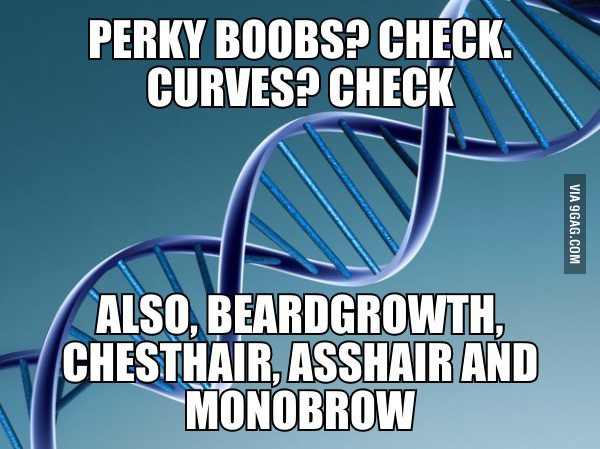 PERKY BOOBS? CHECK.
CURVES? CHECK
VIA 9GAG.COM
ALSO, BEARDGROWTH,
CHESTHAIR, ASSHAIR AND
MONOBROW